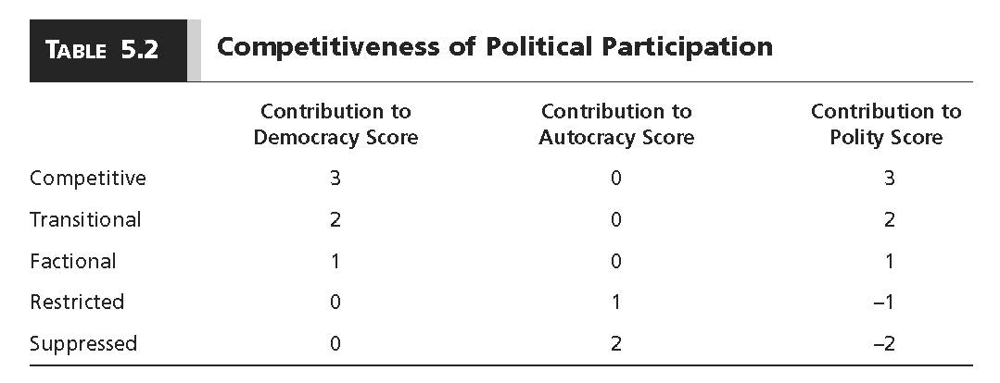 TABLE 5.2 Competitiveness of Political Participation
Contribution to Contribution to Contribution to
Democracy Score Autocracy Score Polity Score
Competitive 3 0 3
Transitional 2 0 2
Factional 1 0 1
Restricted 0 1 –1
Suppressed 0 2 –2